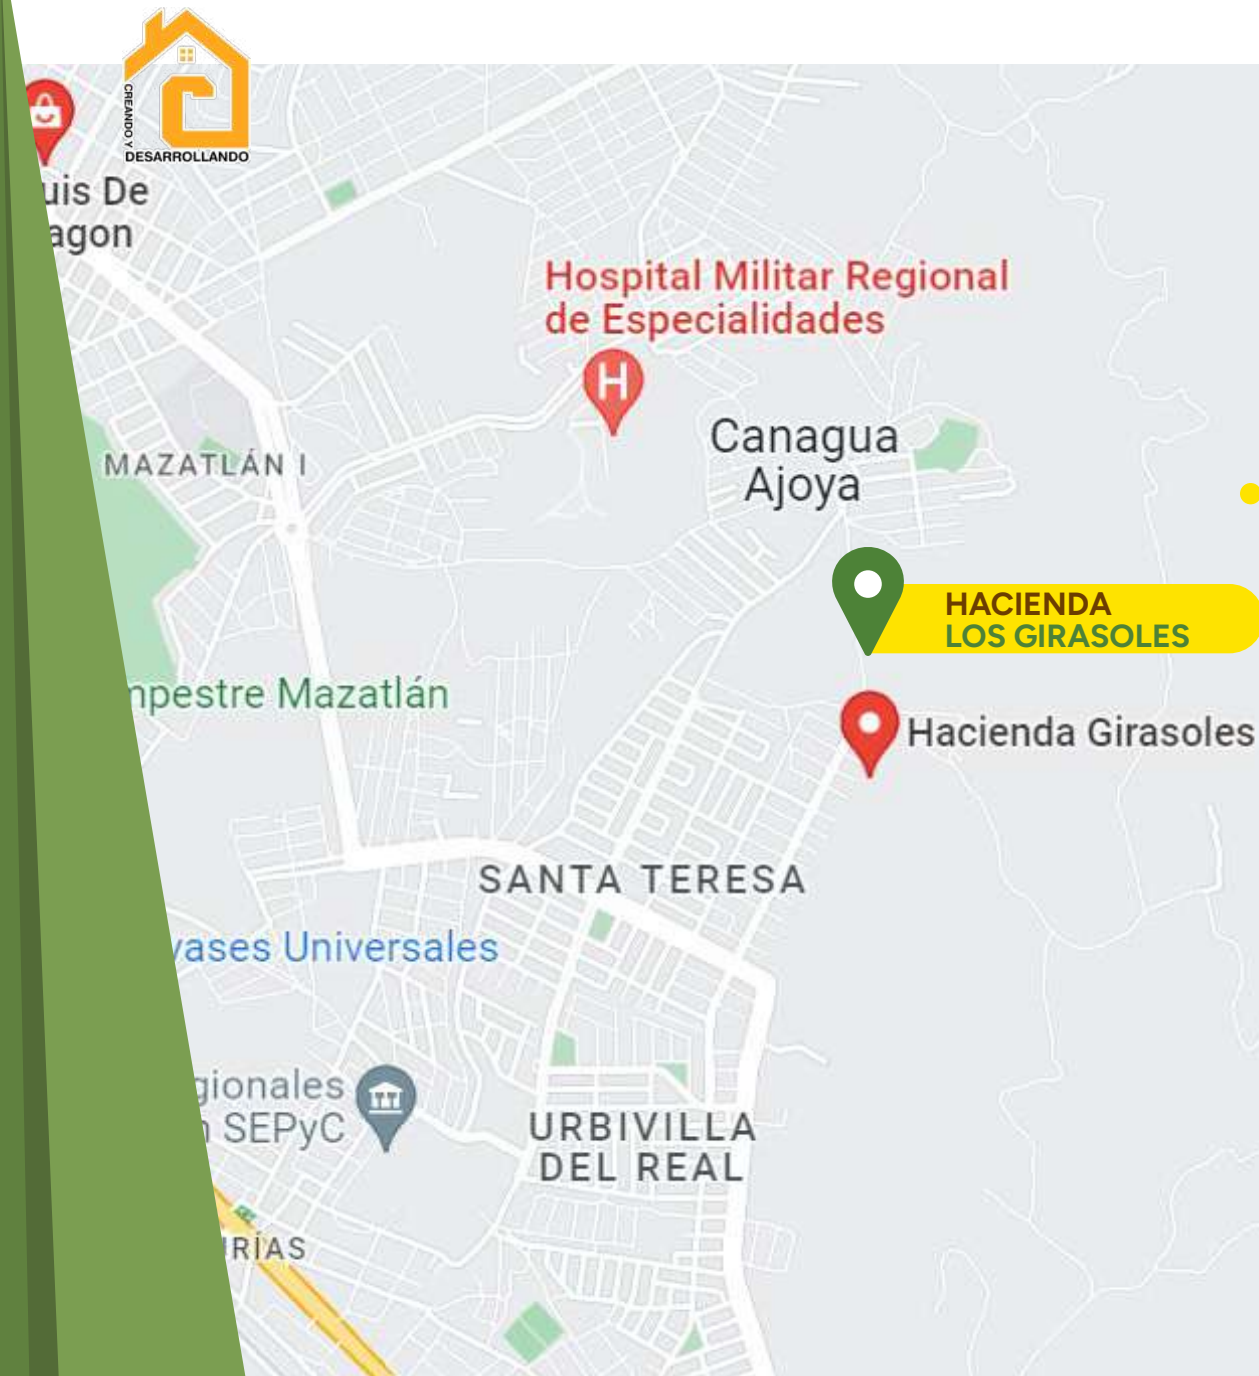 CREANDO Y
DESARROLLANDO
uis De
agon
Hospital Militar Regional
de Especialidades
H
Canagua
Ajoya
MAZATLÁN I
HACIENDA
LOS GIRASOLES
mpestre Mazatlán
Hacienda Girasoles
SANTA TERESA
vases Universales
gionales
SEPyC
URBIVILLA
DEL REAL
RÍAS